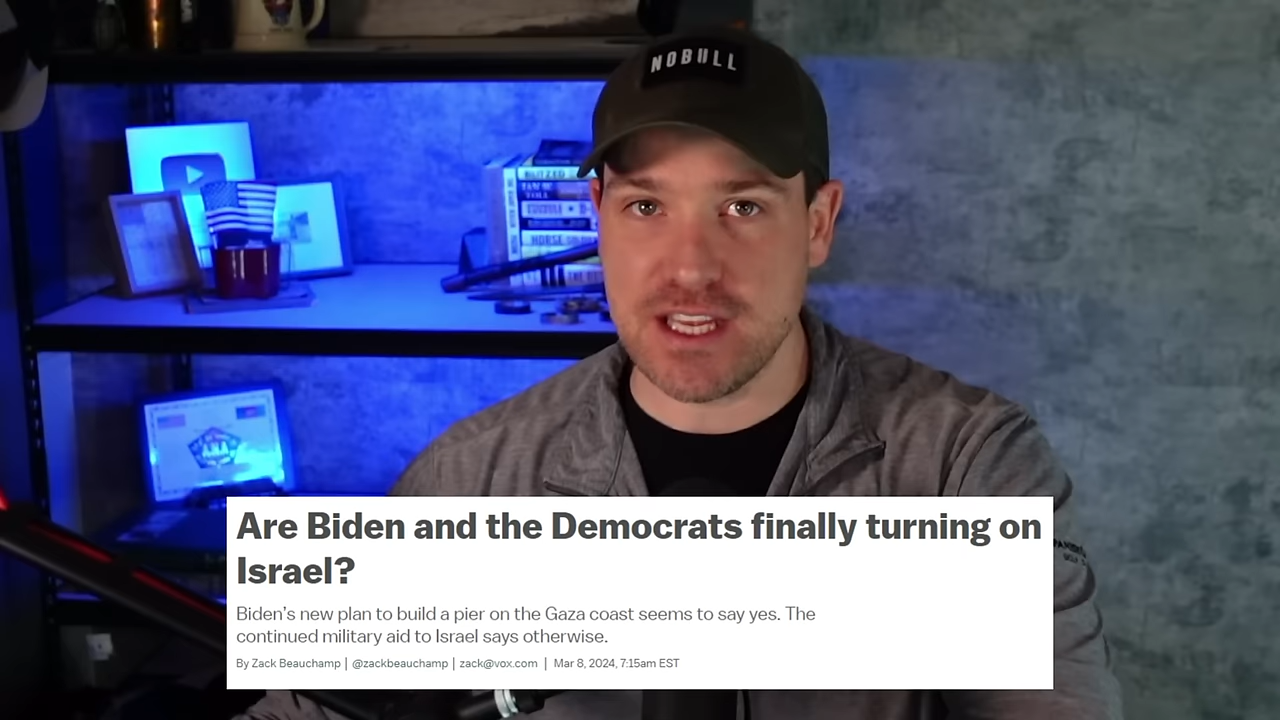 NOBULL
Are Biden and the Democrats finally turning on
Israel?
Biden's new plan to build a pier on the Gaza coast seems to say yes. The
continued military aid to Israel says otherwise.
By Zack Beauchamp | @zackbeauchamp | zack@vox.com | Mar 8, 2024, 7:15am EST